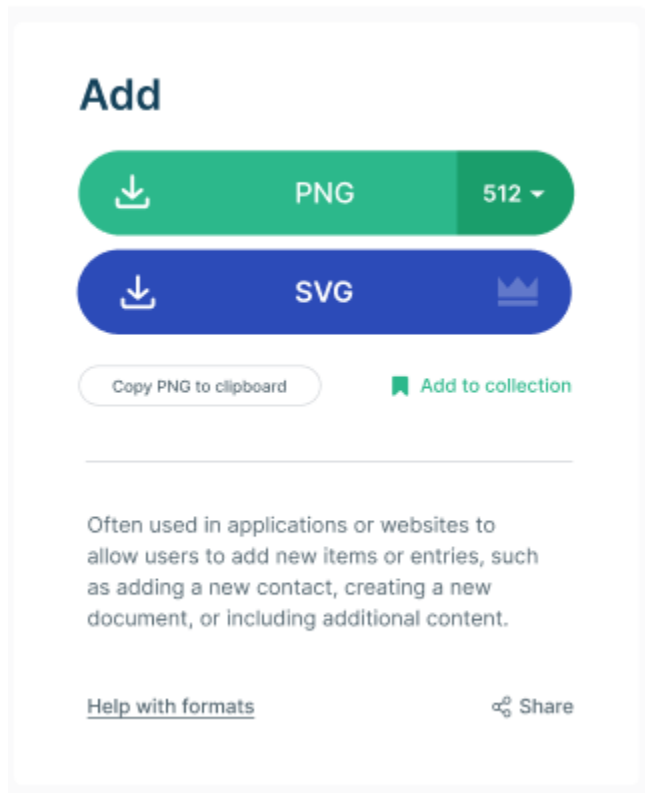 Add
PNG
512
SVG
Copy PNG to clipboard
Add to collection
Often used in applications or websites to
allow users to add new items or entries, such
as adding a new contact, creating a new
document, or including additional content.
Help with formats
Share